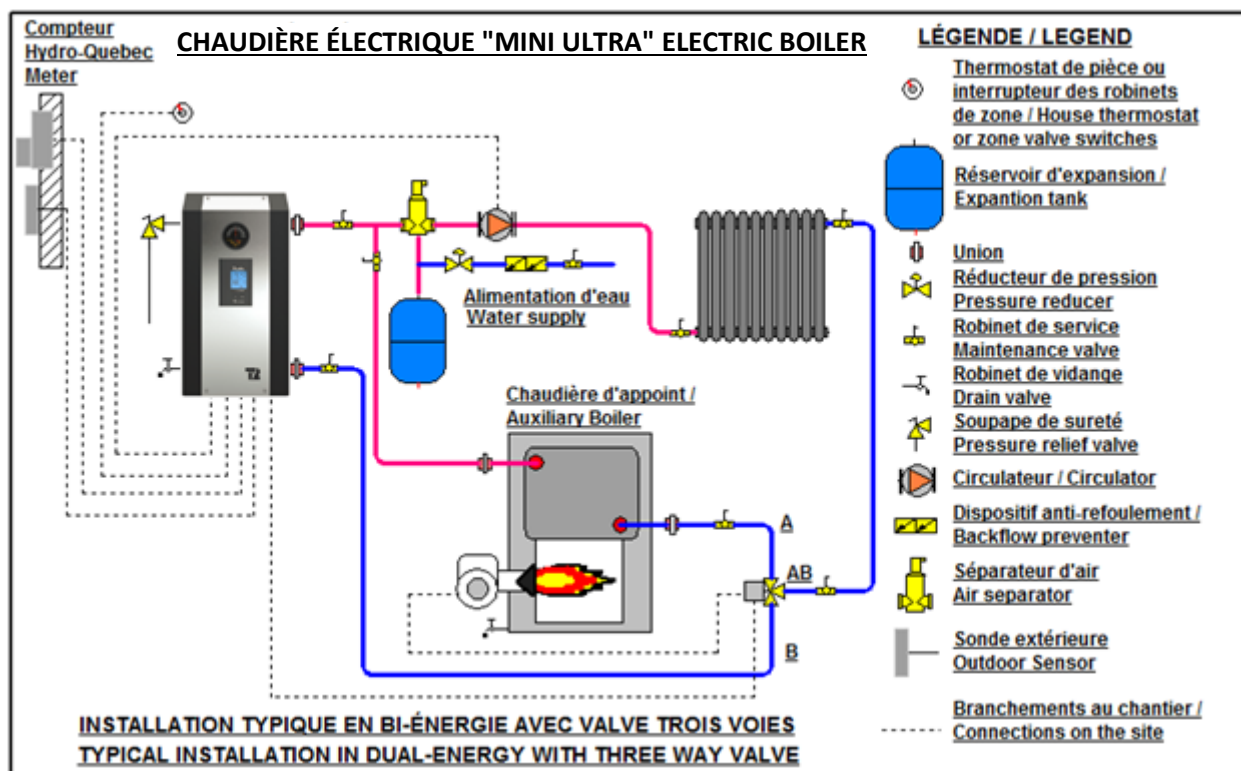 Compteur
Hydro-Quebec
Meter
CHAUDIÈRE ÉLECTRIQUE "MINI ULTRA" ELECTRIC BOILER
Alimentation d'eau
Water supply
Chaudière d'appoint /
Auxiliary Boiler
A
AB
B
INSTALLATION TYPIQUE EN BI-ÉNERGIE AVEC VALVE TROIS VOIES
TYPICAL INSTALLATION IN DUAL-ENERGY WITH THREE WAY VALVE
LÉGENDE / LEGEND
Thermostat de pièce ou
interrupteur des robinets
de zone / House thermostat
or zone valve switches
Réservoir d'expansion /
Expantion tank
Union
Réducteur de pression
Pressure reducer
Robinet de service
Maintenance valve
Robinet de vidange
Drain valve
Soupape de sureté
Pressure relief valve
Circulateur / Circulator
Dispositif anti-refoulement /
Backflow preventer
Séparateur d'air
Air separator
Sonde extérieure
Outdoor Sensor
Branchements au chantier /
Connections on the site